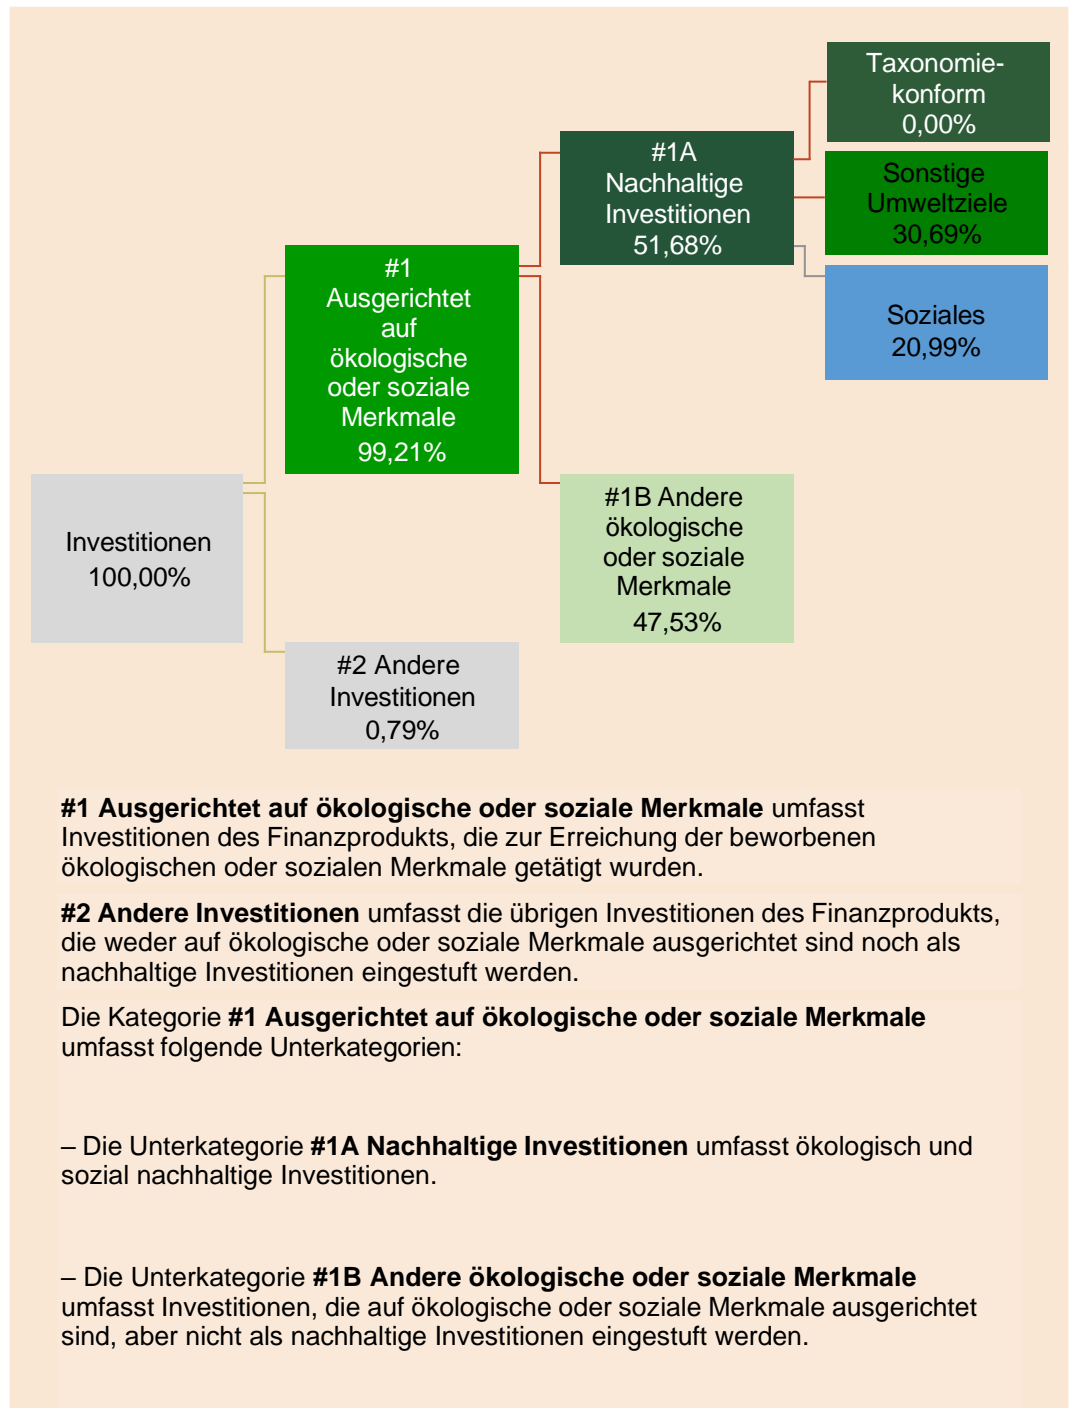 Taxonomie-
konform
0,00%
#1A
Nachhaltige
Investitionen
51,68%
Sonstige
Umweltziele
30,69%
Soziales
20,99%
#1
Ausgerichtet
auf
ökologische
oder soziale
Merkmale
99,21%
#1B Andere
ökologische
oder soziale
Merkmale
47,53%
Investitionen
100,00%
#2 Andere
Investitionen
0,79%
#1 Ausgerichtet auf ökologische oder soziale Merkmale umfasst
Investitionen des Finanzprodukts, die zur Erreichung der beworbenen
ökologischen oder sozialen Merkmale getätigt wurden.
#2 Andere Investitionen umfasst die übrigen Investitionen des Finanzprodukts,
die weder auf ökologische oder soziale Merkmale ausgerichtet sind noch als
nachhaltige Investitionen eingestuft werden.
Die Kategorie #1 Ausgerichtet auf ökologische oder soziale Merkmale
umfasst folgende Unterkategorien:
– Die Unterkategorie #1A Nachhaltige Investitionen umfasst ökologisch und
sozial nachhaltige Investitionen.
– Die Unterkategorie #1B Andere ökologische oder soziale Merkmale
umfasst Investitionen, die auf ökologische oder soziale Merkmale ausgerichtet
sind, aber nicht als nachhaltige Investitionen eingestuft werden.